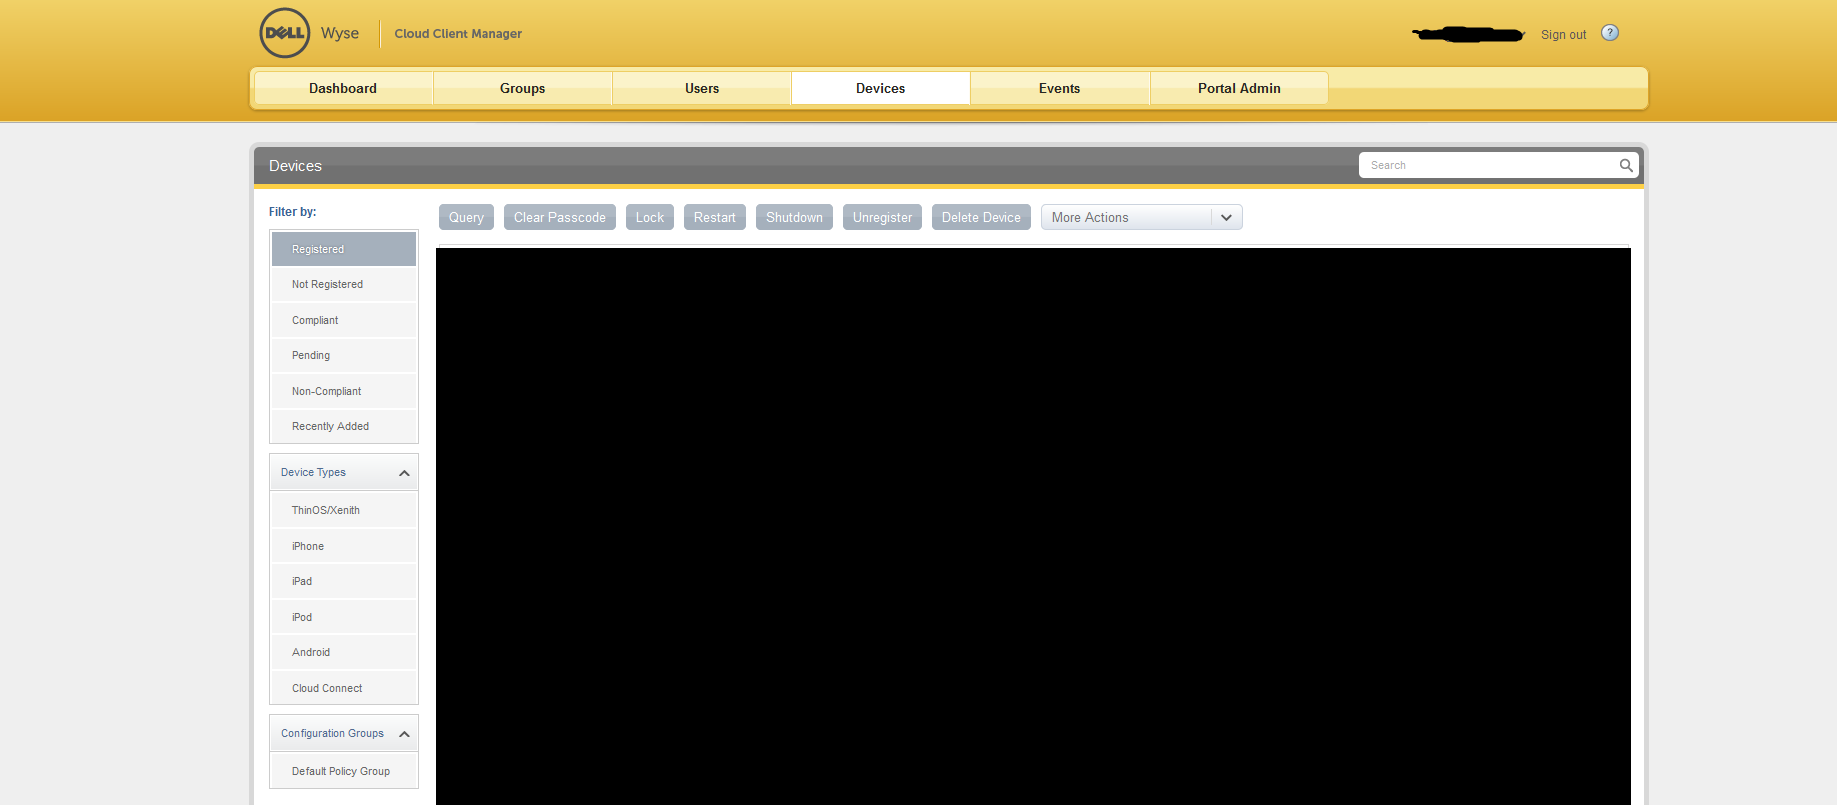 DELL Wyse Cloud Client Manager Sign out ?
Dashboard Groups Users Devices Events Portal Admin
Devices Search
Filter by:
Query Clear Passcode Lock Restart Shutdown Unregister Delete Device More Actions
Registered
Not Registered
Compliant
Pending
Non-Compliant
Recently Added
Device Types
ThinOS/Xenith
iPhone
iPad
iPod
Android
Cloud Connect
Configuration Groups
Default Policy Group